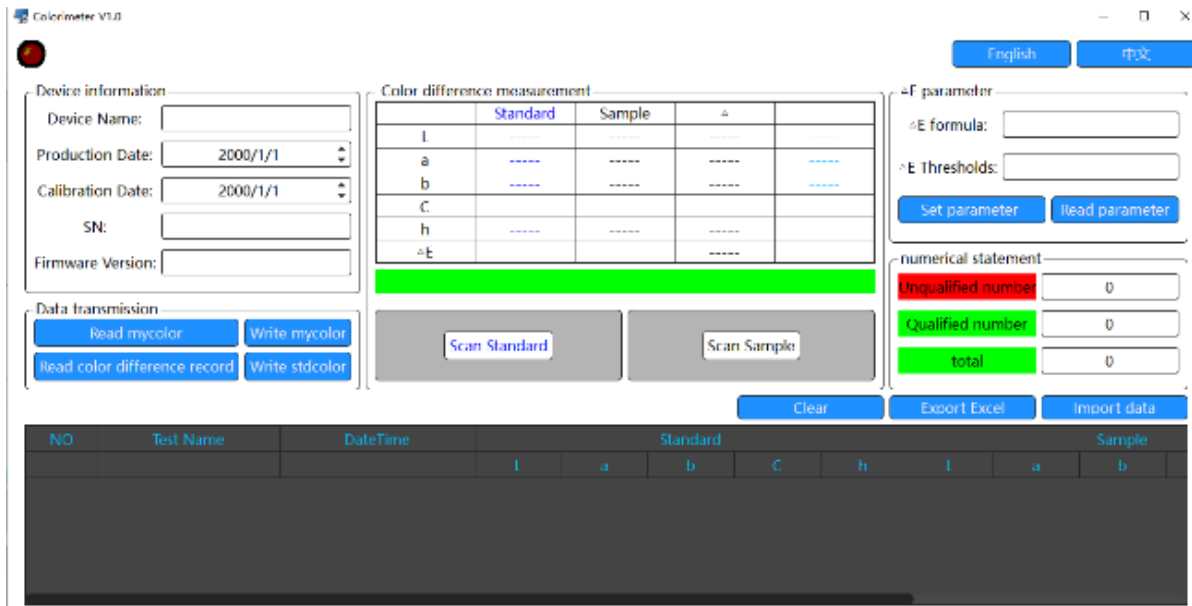 Colorimeter V1.0
English 中文
Device information
Device Name:
Production Date: 2000/1/1
Calibration Date: 2000/1/1
SN:
Firmware Version:
Data transmission
Read mycolor Write mycolor
Read color difference record Write stdcolor
Color difference measurement
Standard Sample △
L ----- ----- ----- -----
a ----- ----- ----- -----
b ----- ----- ----- -----
C
h ----- ----- -----
△E -----
Scan Standard Scan Sample
△E parameter
△E formula:
△E Thresholds:
Set parameter Read parameter
numerical statement
Unqualified number 0
Qualified number 0
total 0
Clear Export Excel Import data
NO Test Name DateTime Standard Sample
L a b C h L a b